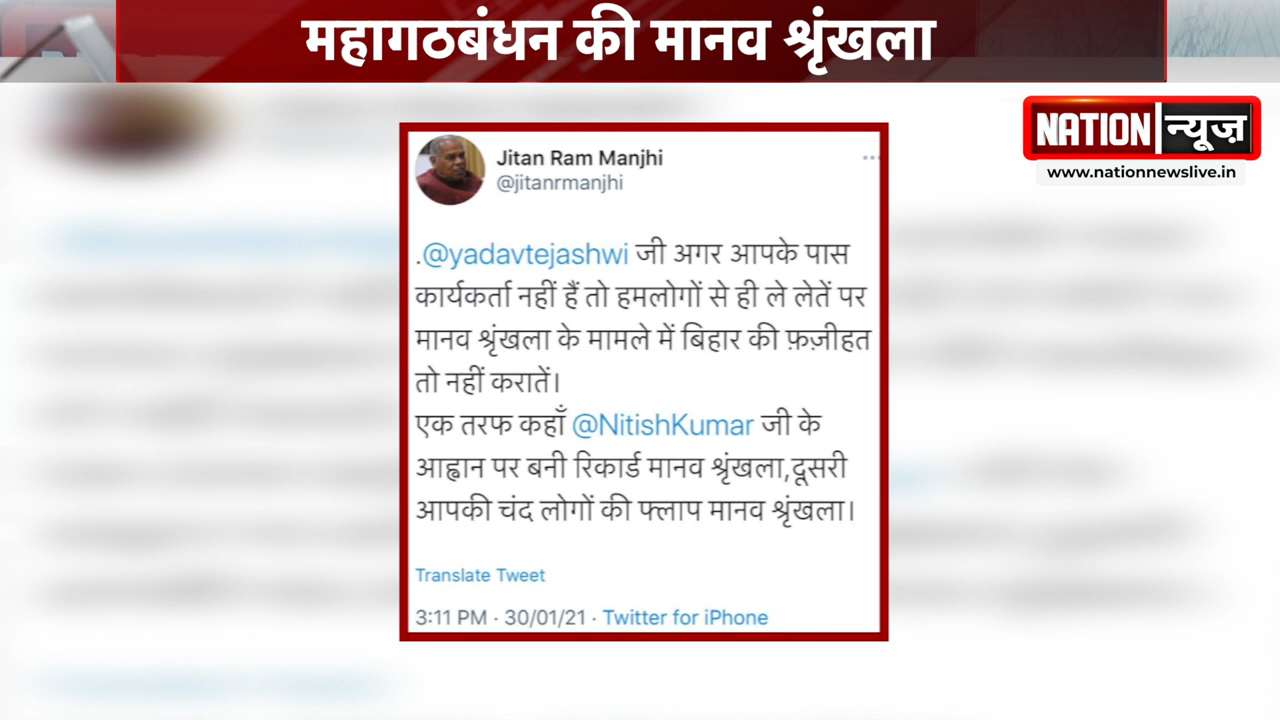 महागठबंधन की मानव श्रृंखला
NATION न्यूज़
www.nationnewslive.in
Jitan Ram Manjhi
@jitanrmanjhi
.@yadavtejashwi जी अगर आपके पास
कार्यकर्ता नहीं हैं तो हमलोगों से ही ले लेतें पर
मानव श्रृंखला के मामले में बिहार की फ़ज़ीहत
तो नहीं करातें।
एक तरफ कहाँ @NitishKumar जी के
आह्वान पर बनी रिकार्ड मानव श्रृंखला,दूसरी
आपकी चंद लोगों की फ्लाप मानव श्रृंखला।
Translate Tweet
3:11 PM · 30/01/21 · Twitter for iPhone